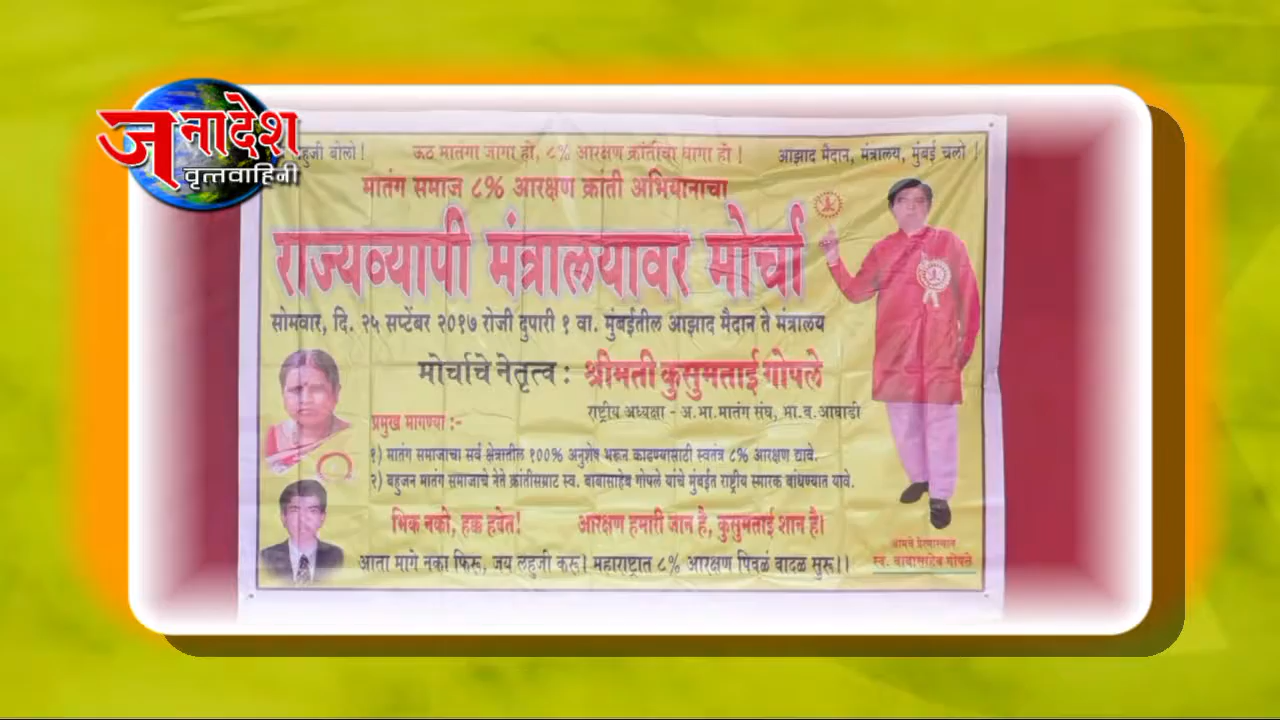 जनादेश
वृत्तवाहिनी
बोलो !
ऊठ मातंगा जागा हो, ८% आरक्षण क्रांतीचा धागा हो !
आझाद मैदान, मंत्रालय, मुंबई चलो !
मातंग समाज ८% आरक्षण क्रांती अभियानाचा
राज्यव्यापी मंत्रालयावर मोर्चा
सोमवार, दि. २५ सप्टेंबर २०१७ रोजी दुपारी १ वा. मुंबईतील आझाद मैदान ते मंत्रालय
मोर्चाचे नेतृत्व : श्रीमती कुसुमताई गोपले
राष्ट्रीय अध्यक्षा - अ.भा.मातंग संघ, भा.ब.आघाडी
प्रमुख मागण्या :-
१) मातंग समाजाचा सर्व क्षेत्रातील १००% अनुशेष भरून काढण्यासाठी स्वतंत्र ८% आरक्षण द्यावे.
२) बहुजन मातंग समाजाचे नेते क्रांतीसम्राट स्व. बाबासाहेब गोपले यांचे मुंबईत राष्ट्रीय स्मारक बांधण्यात यावे.
भिक नको, हक्क हवेत!
आरक्षण हमारी जान है, कुसुमताई शान है।
आता मागे नका फिरू, जय लहुजी करू। महाराष्ट्रात ८% आरक्षण पिवळं वादळ सुरू।।
आमचे प्रेरणास्थान
स्व. बाबासाहेब गोपले